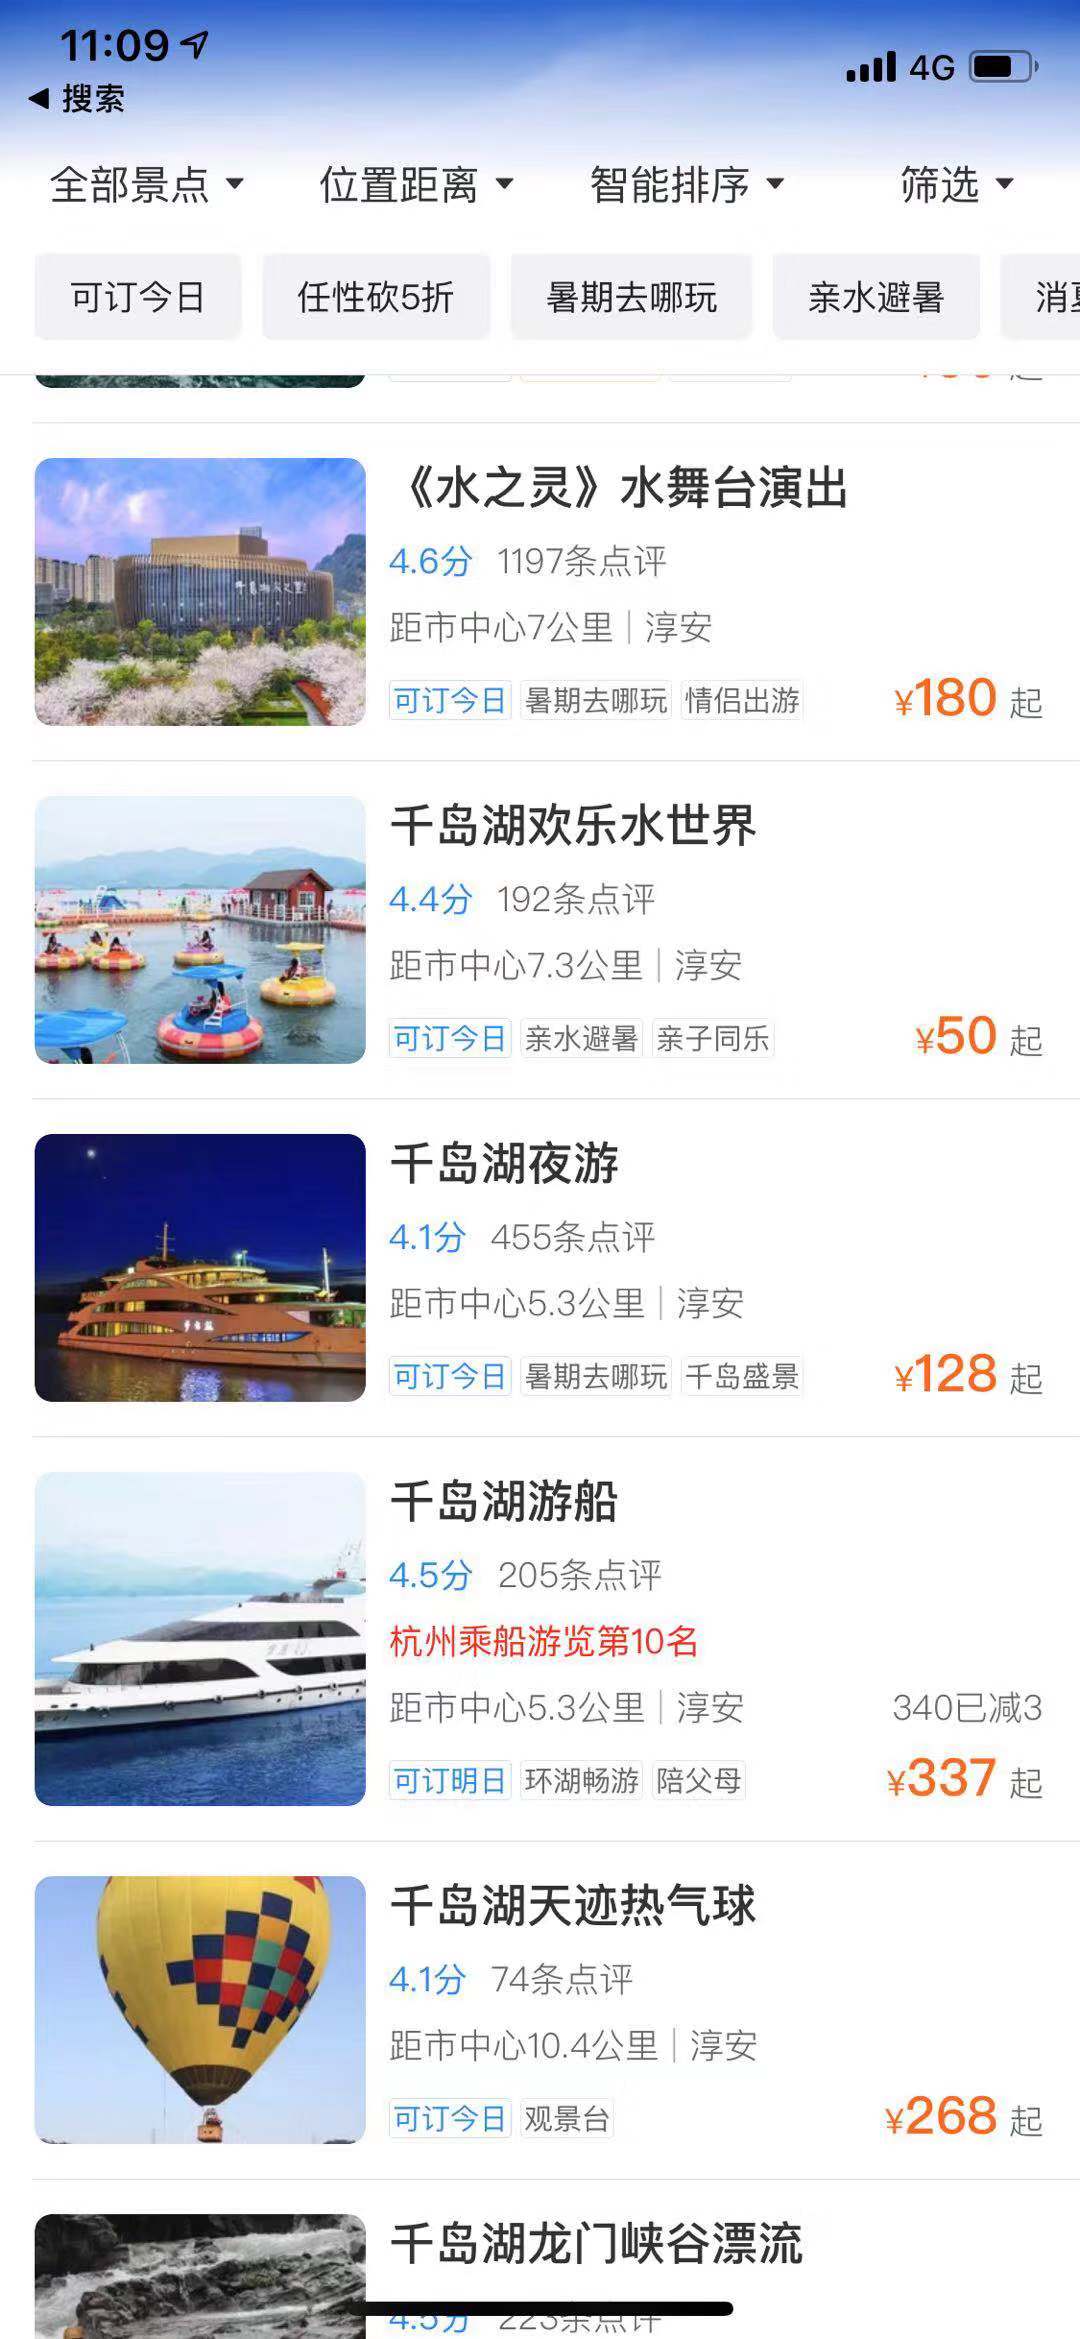 11:09
4G
搜索
全部景点
位置距离
智能排序
筛选
可订今日
任性砍5折
暑期去哪玩
亲水避暑
起
《水之灵》水舞台演出
4.6分 1197条点评
距市中心7公里 | 淳安
可订今日 暑期去哪玩 情侣出游
¥180 起
千岛湖欢乐水世界
4.4分 192条点评
距市中心7.3公里 | 淳安
可订今日 亲水避暑 亲子同乐
¥50 起
千岛湖夜游
4.1分 455条点评
距市中心5.3公里 | 淳安
可订今日 暑期去哪玩 千岛盛景
¥128 起
千岛湖游船
4.5分 205条点评
杭州乘船游览第10名
距市中心5.3公里 | 淳安
340已减3
可订明日 环湖畅游 陪父母
¥337 起
千岛湖天迹热气球
4.1分 74条点评
距市中心10.4公里 | 淳安
可订今日 观景台
¥268 起
千岛湖龙门峡谷漂流
4.5分 223条点评